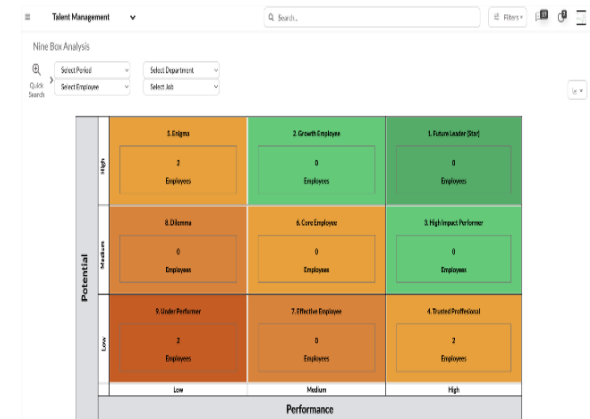 Talent Management
Search...
Filters
Nine Box Analysis
Quick Search
Select Period
Select Department
Select Employee
Select Job
5. Enigma
2
Employees
2. Growth Employee
0
Employees
1. Future Leader (Star)
0
Employees
8. Dilemma
0
Employees
6. Core Employee
0
Employees
3. High Impact Performer
0
Employees
9. Under Performer
2
Employees
7. Effective Employee
0
Employees
4. Trusted Proffesional
2
Employees
High
Medium
Low
Potential
Low
Medium
High
Performance